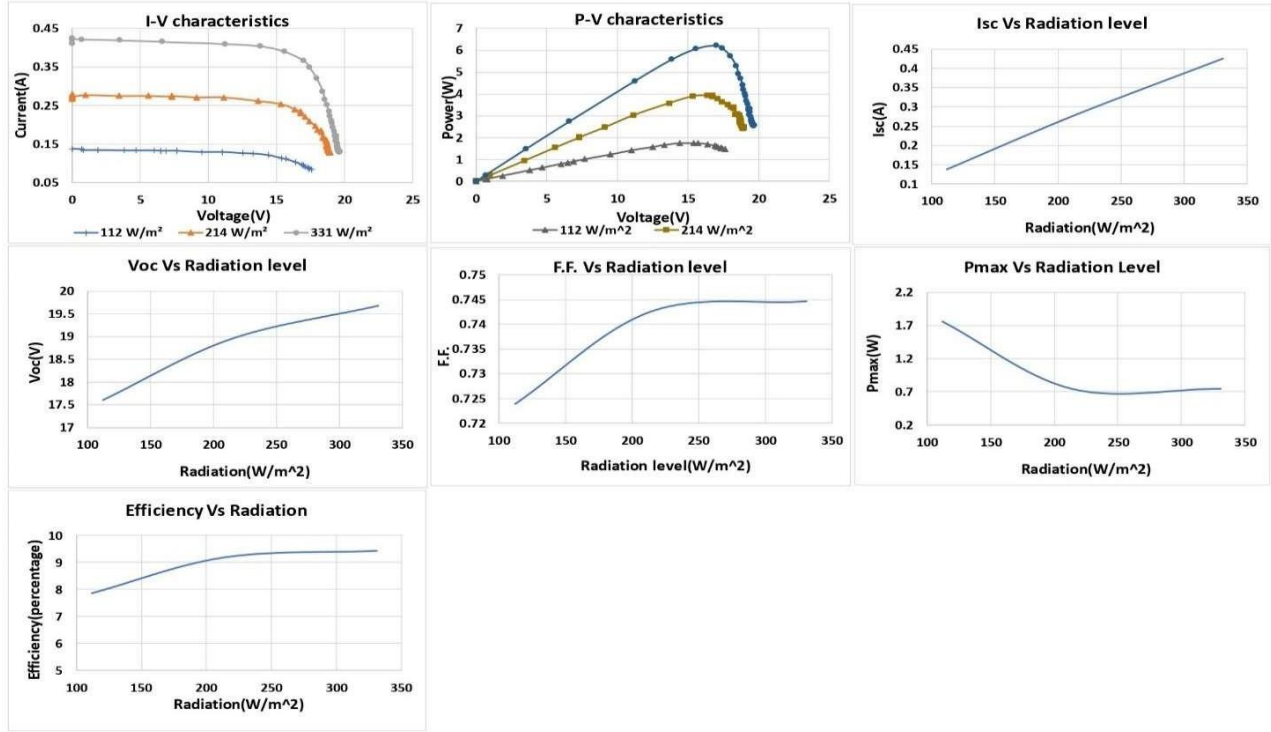 I-V characteristics
0.45
0.35
0.25
0.15
0.05
Current(A)
0 5 10 15 20 25
Voltage(V)
112 W/m² 214 W/m² 331 W/m²
P-V characteristics
7
6
5
4
3
2
1
0
Power(W)
0 5 10 15 20 25
Voltage(V)
112 W/m^2 214 W/m^2
Isc Vs Radiation level
0.45
0.4
0.35
0.3
0.25
0.2
0.15
0.1
Isc(A)
100 150 200 250 300 350
Radiation(W/m^2
Voc Vs Radiation level
20
19.5
19
18.5
18
17.5
17
Voc(V)
100 150 200 250 300 350
Radiation(W/m^2)
F.F. Vs Radiation level
0.75
0.745
0.74
0.735
0.73
0.725
0.72
F.F.
100 150 200 250 300 350
Radiation level(W/m^2)
Pmax Vs Radiation Level
2.2
1.7
1.2
0.7
0.2
Pmax(W)
100 150 200 250 300 350
Radiation(W/m^2)
Efficiency Vs Radiation
10
9
8
7
6
5
Efficiency(percentage)
100 150 200 250 300 350
Radiation(W/m^2)